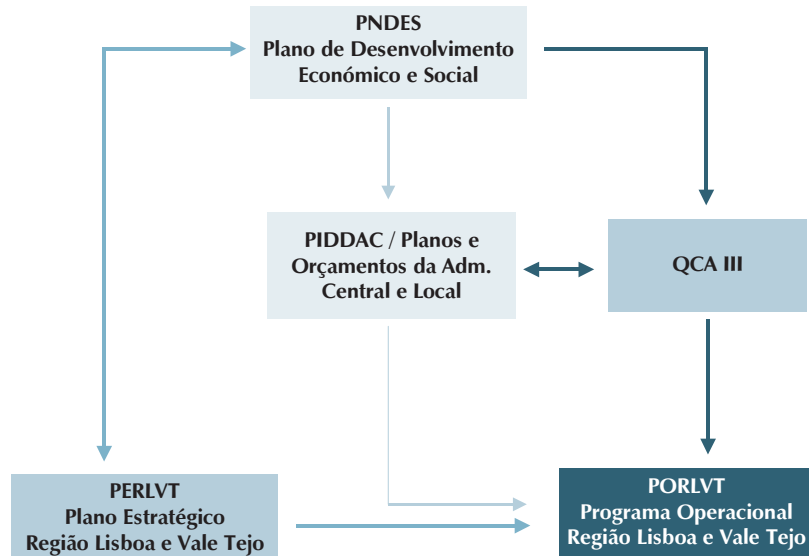 PNDES
Plano de Desenvolvimento
Económico e Social
PIDDAC / Planos e
Orçamentos da Adm.
Central e Local
QCA III
PERLVT
Plano Estratégico
Região Lisboa e Vale Tejo
PORLVT
Programa Operacional
Região Lisboa e Vale Tejo